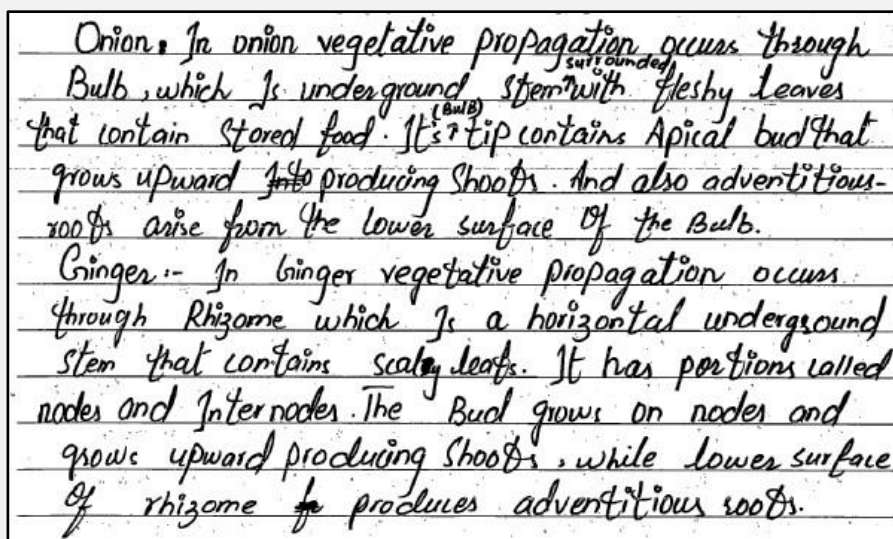 Onion. In onion vegetative propagation occurs through
Bulb, which Is underground stem surrounded with fleshy leaves
that contain stored food. It's (Bulb) tip contains Apical bud that
grows upward Into producing Shoots. And also adventitious-
roots arise from the lower surface Of the Bulb.
Ginger:- In Ginger vegetative propagation occurs
through Rhizome which Is a horizontal underground
stem that contains scaly leafs. It has portions called
nodes and Internodes. The Bud grows on nodes and
grows upward producing Shoots, while lower surface
Of rhizome produces adventitious roots.